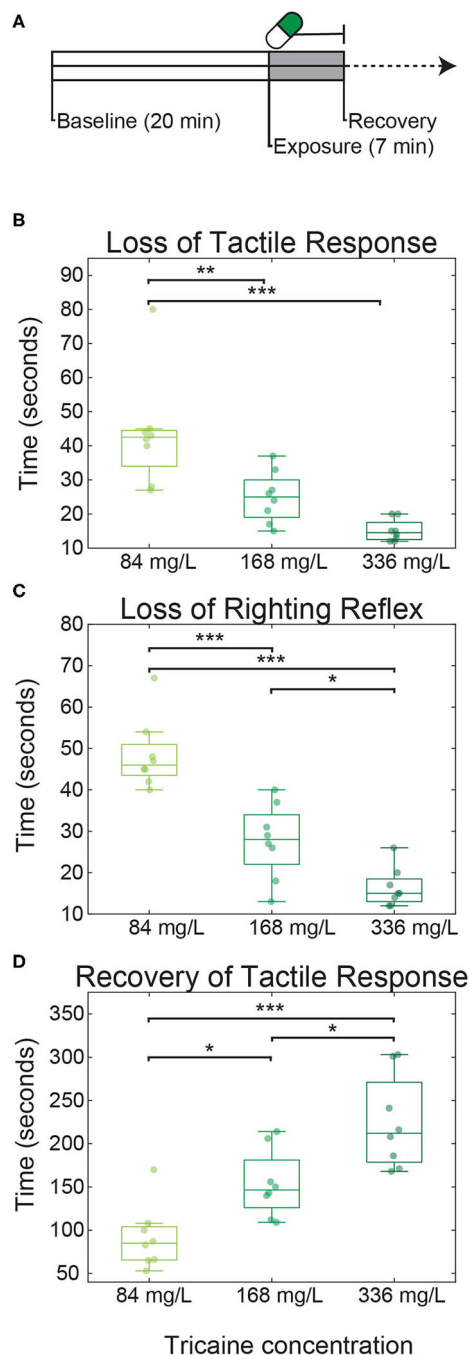 A
Baseline (20 min)
Recovery
Exposure (7 min)
B
Loss of Tactile Response
90
80
70
60
50
40
30
20
10
Time (seconds)
**
***
84 mg/L 168 mg/L 336 mg/L
C
Loss of Righting Reflex
80
70
60
50
40
30
20
10
Time (seconds)
***
***
*
84 mg/L 168 mg/L 336 mg/L
D
Recovery of Tactile Response
350
300
250
200
150
100
50
Time (seconds)
***
*
*
84 mg/L 168 mg/L 336 mg/L
Tricaine concentration